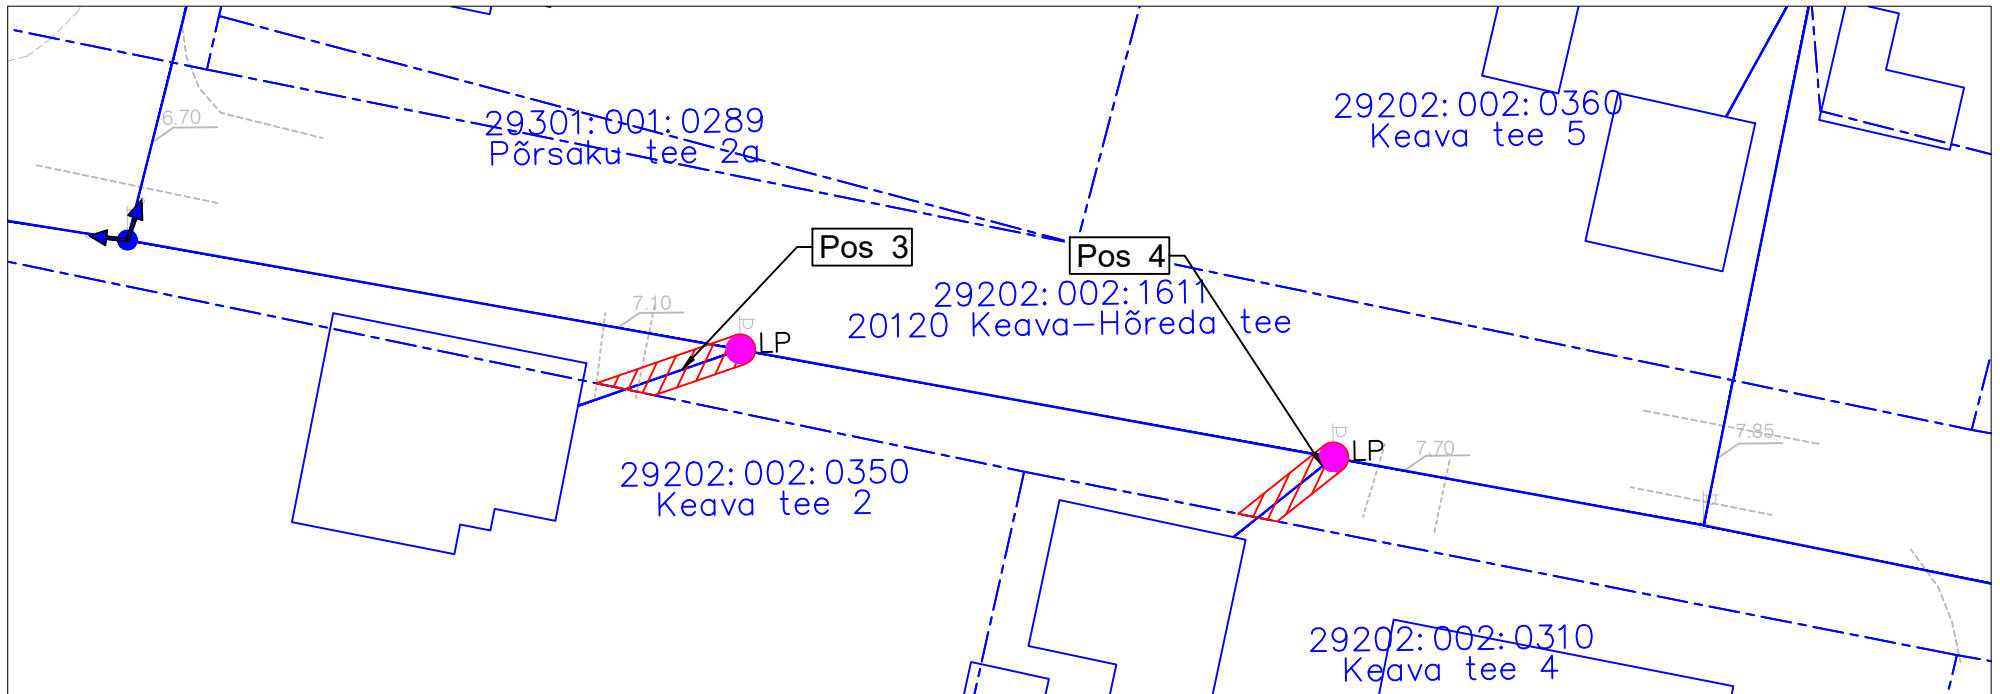 6.70
29301:001:0289
Põrsaku tee 2a
29202:002:0360
Keava tee 5
Pos 3
Pos 4
7.10
29202:002:1611
20120 Keava-Hõreda tee
LP
LP
7.70
7.85
29202:002:0350
Keava tee 2
29202:002:0310
Keava tee 4